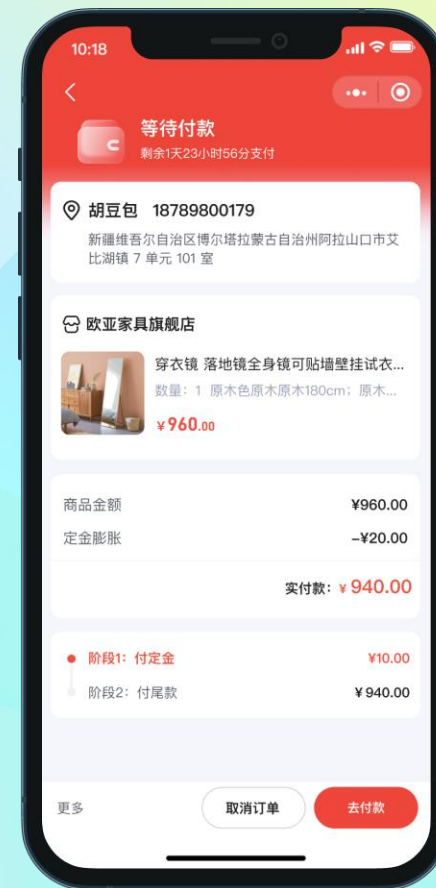 10:18
等待付款
剩余1天23小时56分支付
胡豆包 18789800179
新疆维吾尔自治区博尔塔拉蒙古自治州阿拉山口市艾
比湖镇 7 单元 101 室
欧亚家具旗舰店
穿衣镜 落地镜全身镜可贴墙壁挂试衣...
数量：1 原木色原木原木180cm；原木...
¥960.00
商品金额 ¥960.00
定金膨胀 -¥20.00
实付款：¥ 940.00
阶段1：付定金 ¥10.00
阶段2：付尾款 ¥ 940.00
更多 取消订单 去付款